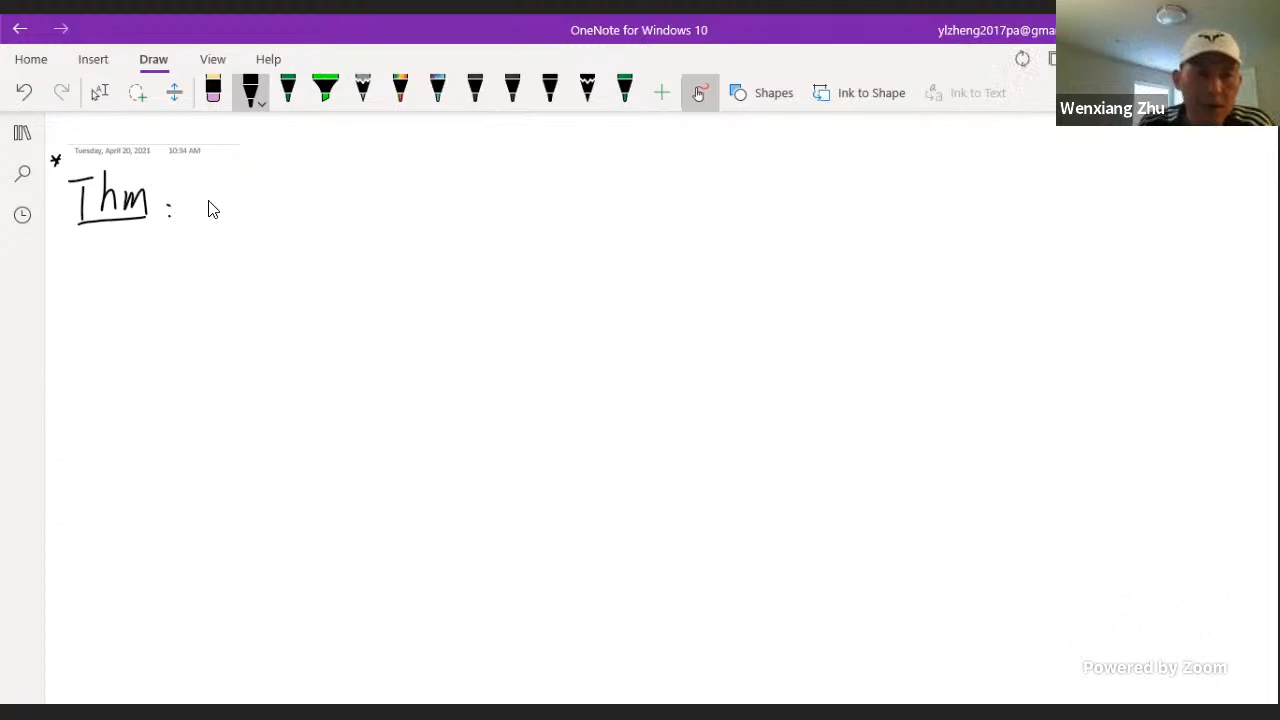 OneNote for Windows 10
ylzheng2017pa@gma
Home Insert Draw View Help
Shapes
Ink to Shape
Ink to Text
Wenxiang Zhu
Tuesday, April 20, 2021 10:34 AM
* Thm :
Powered by Zoom